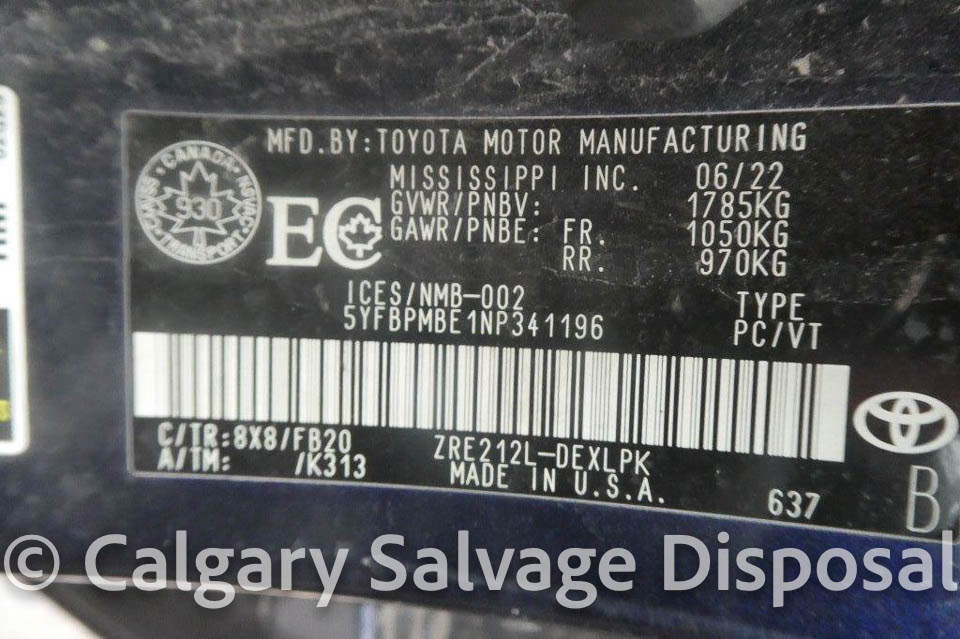 MFD.BY:TOYOTA MOTOR MANUFACTURING
MISSISSIPPI INC. 06/22
GVWR/PNBV: 1785KG
GAWR/PNBE: FR. 1050KG
RR. 970KG
CANADA
930
TRANSPORT
EC
ICES/NMB-002
TYPE
5YFBPMBE1NP341196
PC/VT
C/TR:8X8/FB20
ZRE212L-DEXLPK
A/TM: /K313
MADE IN U.S.A.
637
B
© Calgary Salvage Disposal